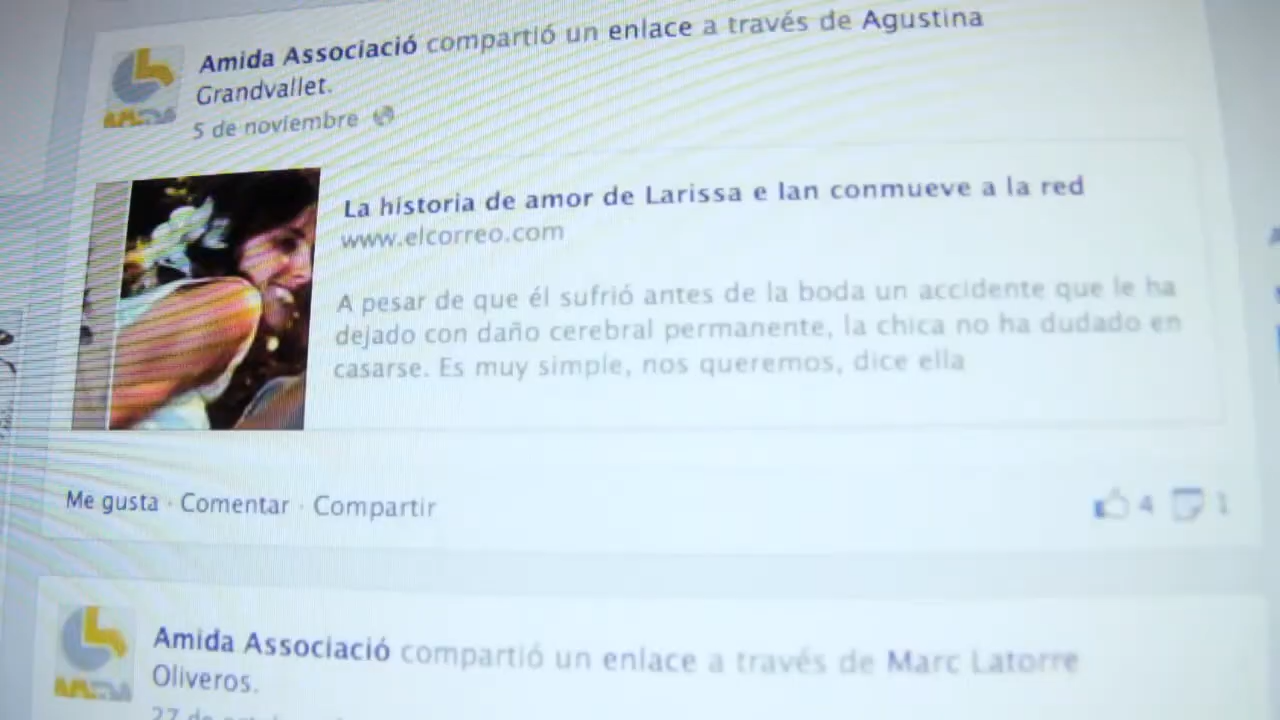 Amida Associació compartió un enlace a través de Agustina
Grandvallet.
5 de noviembre
La historia de amor de Larissa e Ian conmueve a la red
www.elcorreo.com
A pesar de que él sufrió antes de la boda un accidente que le ha
dejado con daño cerebral permanente, la chica no ha dudado en
casarse. Es muy simple, nos queremos, dice ella
Me gusta · Comentar · Compartir
4 1
Amida Associació compartió un enlace a través de Marc Latorre
Oliveros.
27 de